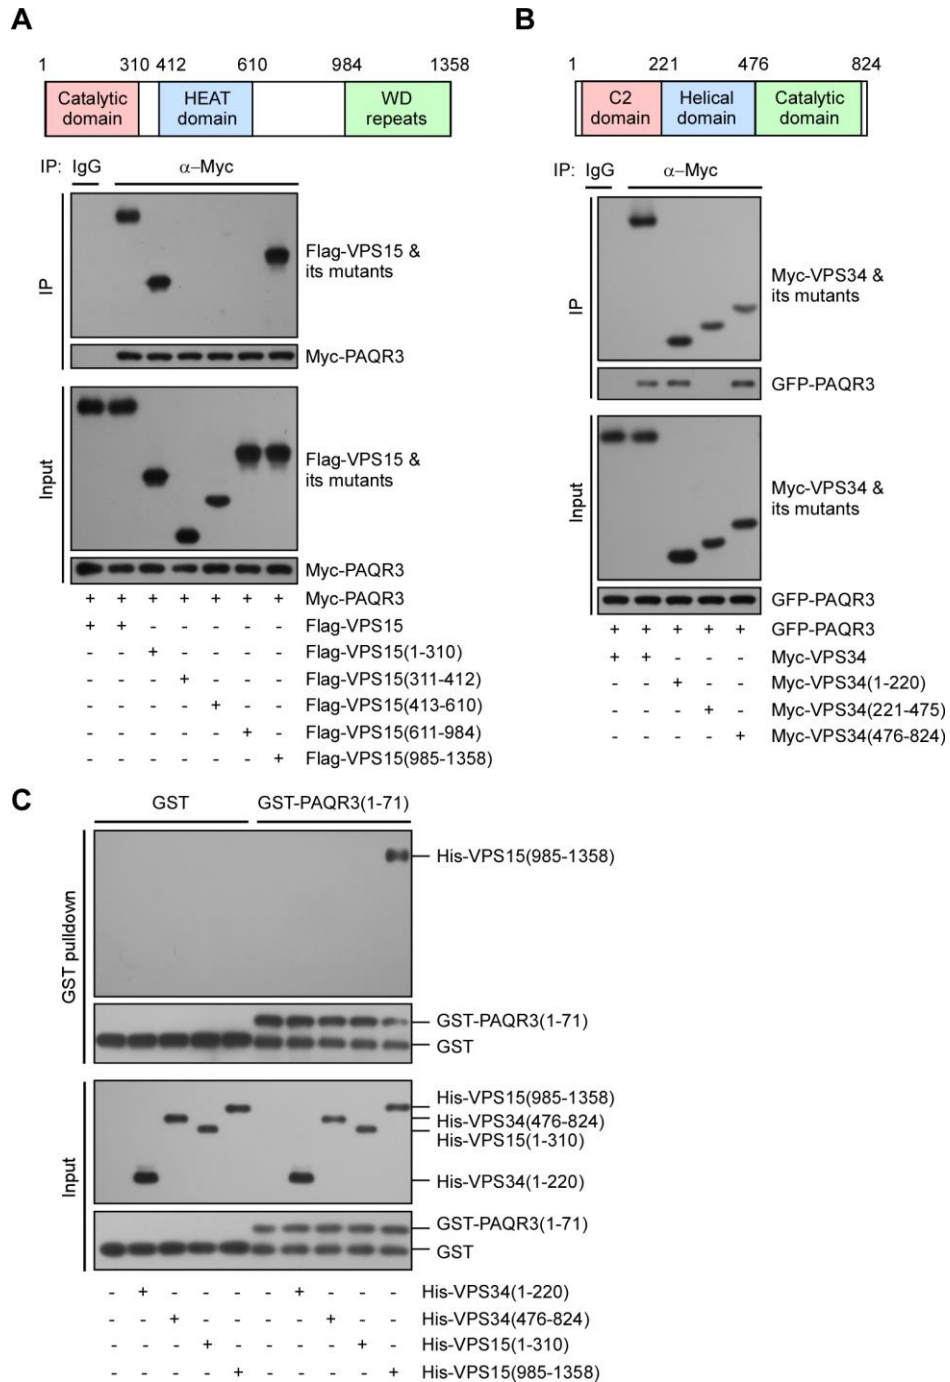 A
1 310 412 610 984 1358
Catalytic domain
HEAT domain
WD repeats
IP: IgG α–Myc
IP
Flag-VPS15 &
its mutants
Myc-PAQR3
Input
Flag-VPS15 &
its mutants
Myc-PAQR3
+ + + + + + + Myc-PAQR3
+ + - - - - - Flag-VPS15
- - + - - - - Flag-VPS15(1-310)
- - - + - - - Flag-VPS15(311-412)
- - - - + - - Flag-VPS15(413-610)
- - - - - + - Flag-VPS15(611-984)
- - - - - - + Flag-VPS15(985-1358)
B
1 221 476 824
C2 domain
Helical domain
Catalytic domain
IP: IgG α–Myc
IP
Myc-VPS34 &
its mutants
GFP-PAQR3
Input
Myc-VPS34 &
its mutants
GFP-PAQR3
+ + + + + GFP-PAQR3
+ + - - - Myc-VPS34
- - + - - Myc-VPS34(1-220)
- - - + - Myc-VPS34(221-475)
- - - - + Myc-VPS34(476-824)
C
GST GST-PAQR3(1-71)
GST pulldown
His-VPS15(985-1358)
GST-PAQR3(1-71)
GST
Input
His-VPS15(985-1358)
His-VPS34(476-824)
His-VPS15(1-310)
His-VPS34(1-220)
GST-PAQR3(1-71)
GST
- + - - - - + - - - His-VPS34(1-220)
- - + - - - - + - - His-VPS34(476-824)
- - - + - - - - + - His-VPS15(1-310)
- - - - + - - - - + His-VPS15(985-1358)